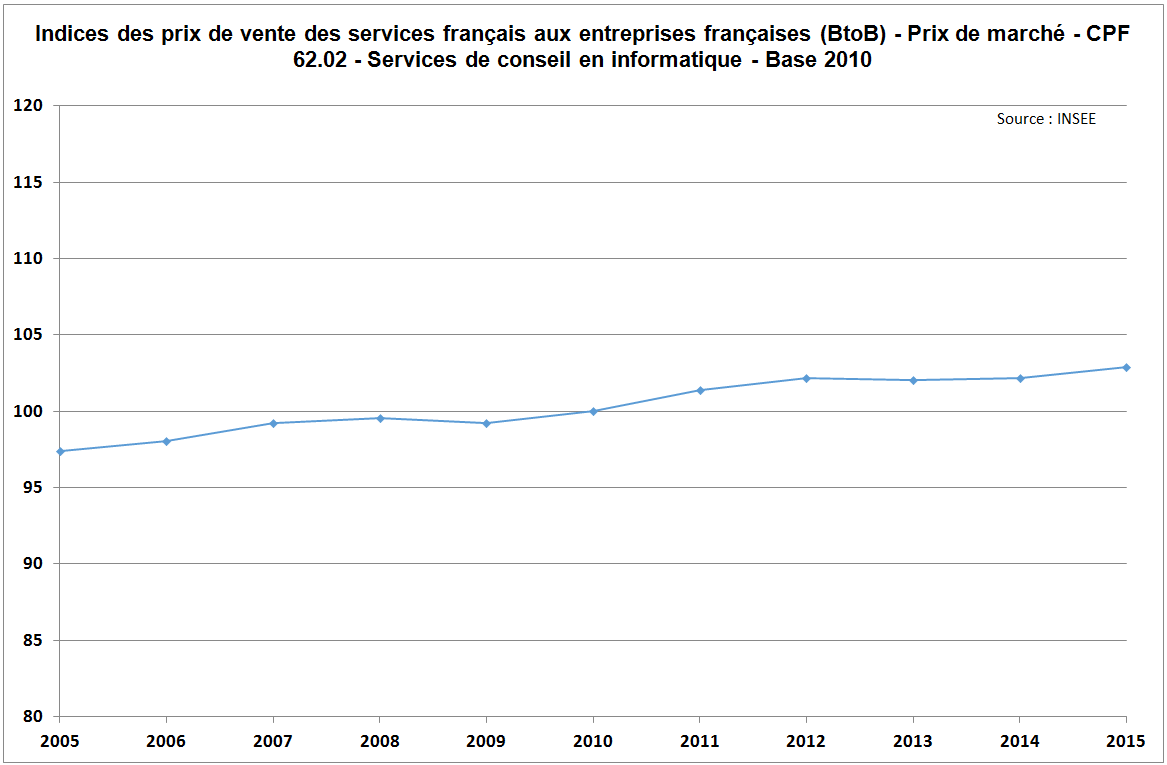 Indices des prix de vente des services français aux entreprises françaises (BtoB) - Prix de marché - CPF
62.02 - Services de conseil en informatique - Base 2010
Source : INSEE
120
115
110
105
100
95
90
85
80
2005 2006 2007 2008 2009 2010 2011 2012 2013 2014 2015